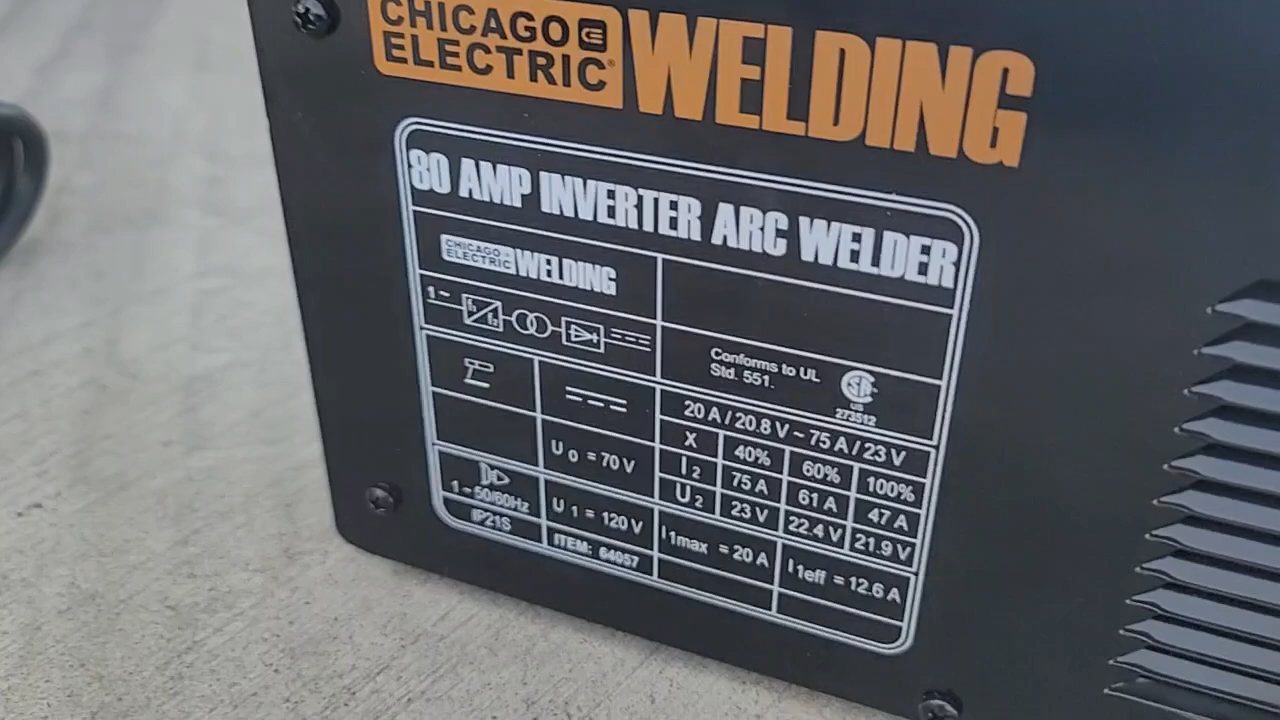 CHICAGO
ELECTRIC®
WELDING
80 AMP INVERTER ARC WELDER
CHICAGO
ELECTRIC
WELDING
1~
f1
f2
Conforms to UL
Std. 551.
US
273512
20 A / 20.8 V ~ 75 A / 23 V
X 40% 60% 100%
U0 = 70 V
I2 75 A 61 A 47 A
U2 23 V 22.4 V 21.9 V
1~50/60Hz
U1 = 120 V
I1max = 20 A
I1eff = 12.6 A
IP21S
ITEM: 64057